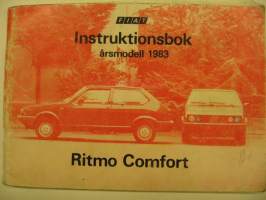 FIAT
Instruktionsbok
årsmodell 1983
Ritmo Comfort